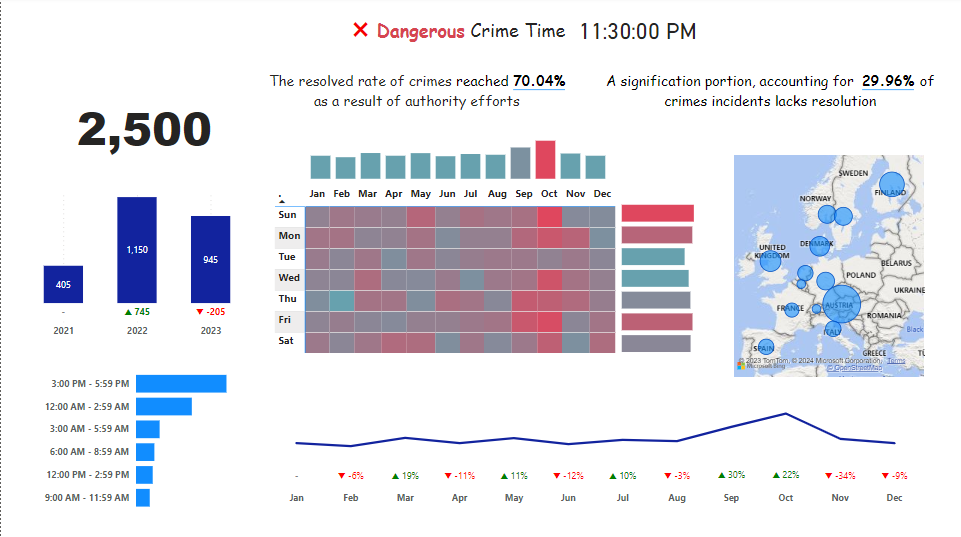 ❌ Dangerous Crime Time 11:30:00 PM
The resolved rate of crimes reached 70.04%
as a result of authority efforts
A signification portion, accounting for 29.96% of
crimes incidents lacks resolution
2,500
405
1,150
945
- ▲ 745 ▼ -205
2021 2022 2023
3:00 PM - 5:59 PM
12:00 AM - 2:59 AM
3:00 AM - 5:59 AM
6:00 AM - 8:59 AM
12:00 PM - 2:59 PM
9:00 AM - 11:59 AM
Jan Feb Mar Apr May Jun Jul Aug Sep Oct Nov Dec
Sun
Mon
Tue
Wed
Thu
Fri
Sat
SWEDEN
FINLAND
NORWAY
DENMARK
UNITED
KINGDOM
BELARUS
POLAND
UKRAINE
FRANCE
AUSTRIA
ROMANIA
ITALY
Black
SPAIN
GREECE
© 2023 TomTom, © 2024 Microsoft Corporation, Terms
Microsoft Bing
© OpenStreetMap
- ▼ -6% ▲ 19% ▼ -11% ▲ 11% ▼ -12% ▲ 10% ▼ -3% ▲ 30% ▲ 22% ▼ -34% ▼ -9%
Jan Feb Mar Apr May Jun Jul Aug Sep Oct Nov Dec